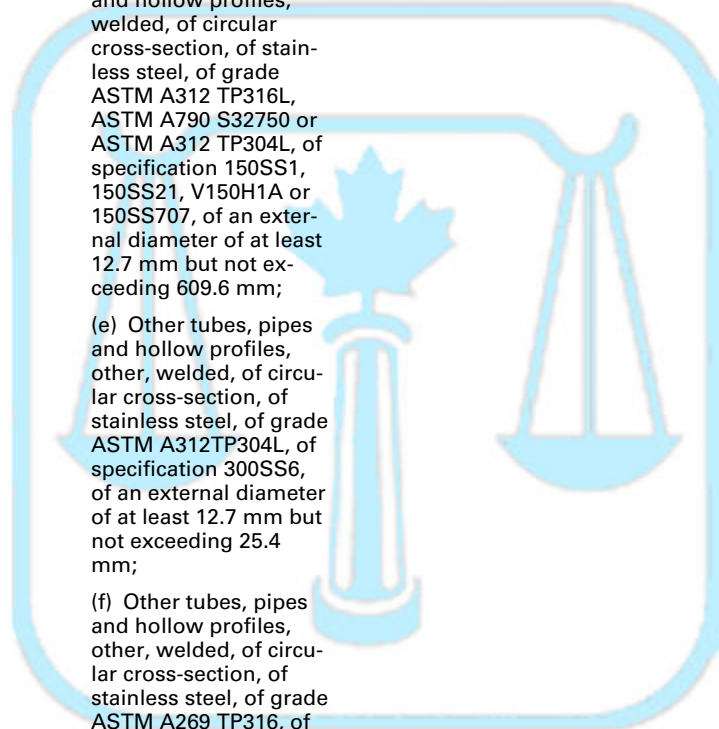 and hollow profiles,
welded, of circular
cross-section, of stain-
less steel, of grade
ASTM A312 TP316L,
ASTM A790 S32750 or
ASTM A312 TP304L, of
specification 150SS1,
150SS21, V150H1A or
150SS707, of an exter-
nal diameter of at least
12.7 mm but not ex-
ceeding 609.6 mm;
(e) Other tubes, pipes
and hollow profiles,
other, welded, of circu-
lar cross-section, of
stainless steel, of grade
ASTM A312TP304L, of
specification 300SS6,
of an external diameter
of at least 12.7 mm but
not exceeding 25.4
mm;
(f) Other tubes, pipes
and hollow profiles,
other, welded, of circu-
lar cross-section, of
stainless steel, of grade
ASTM A269 TP316, of